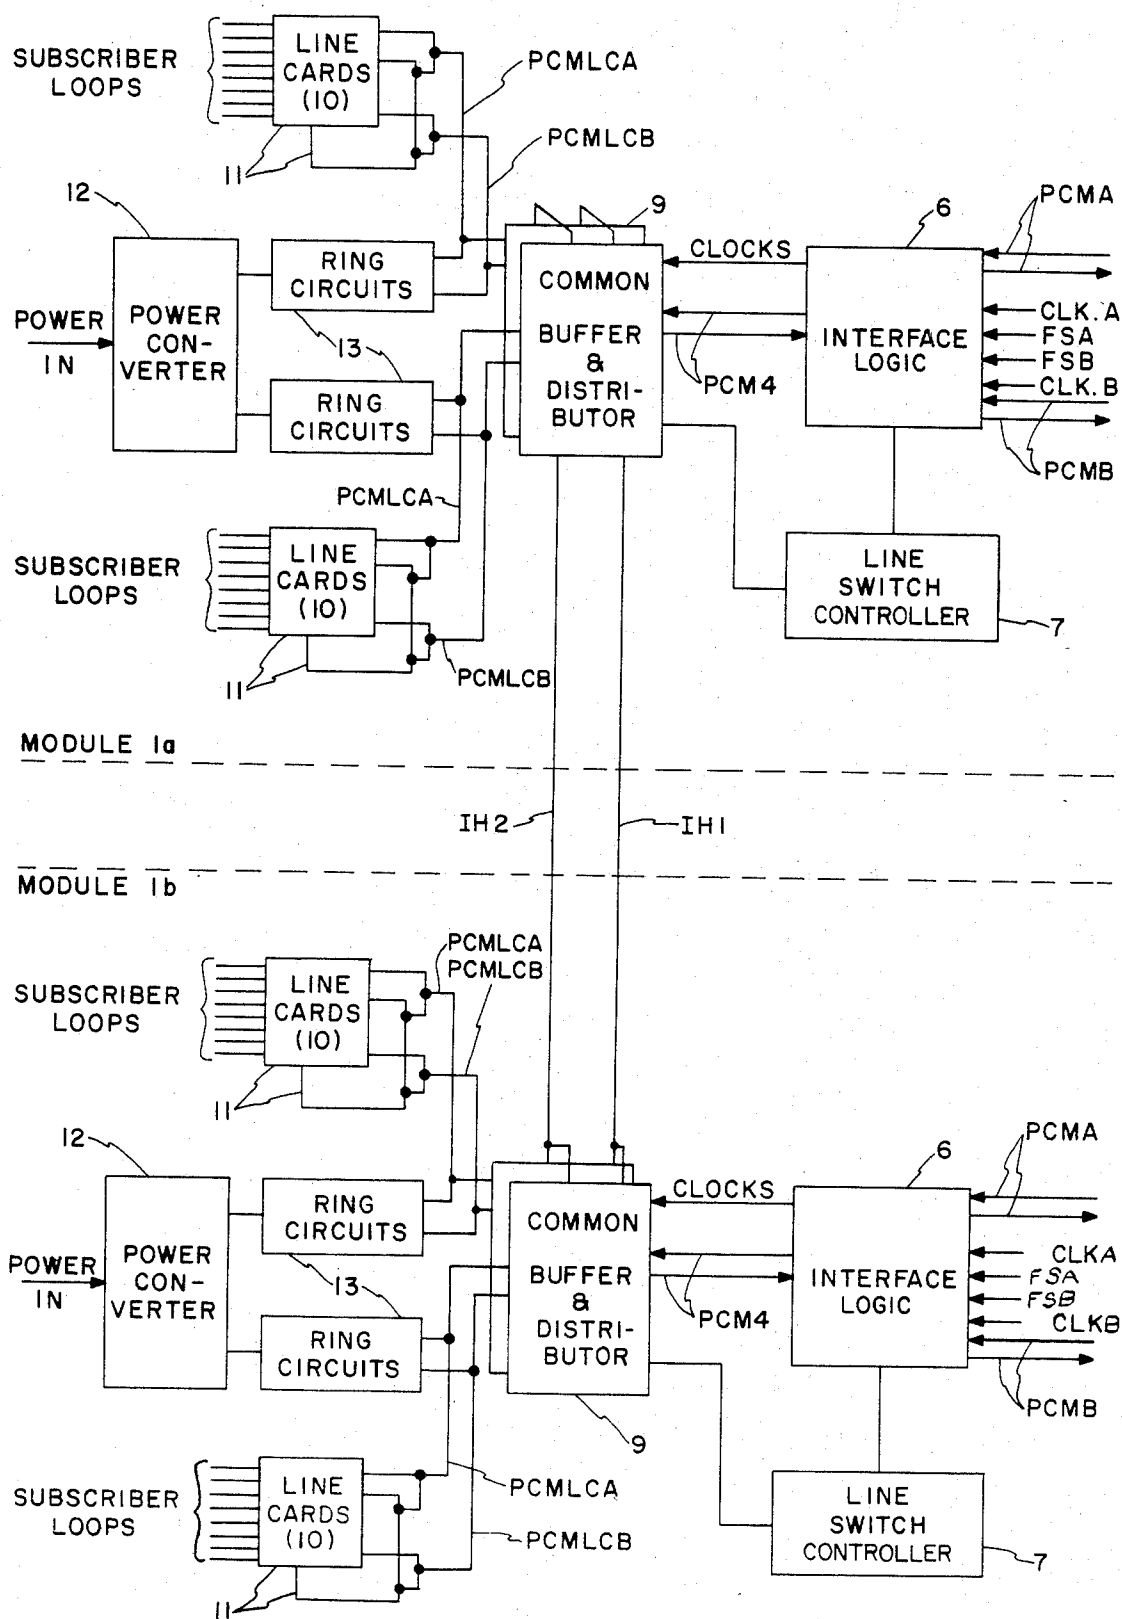 SUBSCRIBER
LOOPS
LINE
CARDS
(10)
11
PCMLCA
PCMLCB
12
POWER
IN
POWER
CON-
VERTER
RING
CIRCUITS
13
RING
CIRCUITS
9
COMMON
BUFFER
&
DISTRI-
BUTOR
CLOCKS
PCM4
6
INTERFACE
LOGIC
PCMA
CLK.A
FSA
FSB
CLK.B
PCMB
LINE
SWITCH
CONTROLLER
7
PCMLCA
SUBSCRIBER
LOOPS
LINE
CARDS
(10)
11
PCMLCB
MODULE 1a
IH2
IH1
MODULE 1b
PCMLCA
PCMLCB
SUBSCRIBER
LOOPS
LINE
CARDS
(10)
11
12
POWER
IN
POWER
CON-
VERTER
RING
CIRCUITS
13
RING
CIRCUITS
COMMON
BUFFER
&
DISTRI-
BUTOR
9
CLOCKS
PCM4
6
INTERFACE
LOGIC
PCMA
CLKA
FSA
FSB
CLKB
PCMB
LINE
SWITCH
CONTROLLER
7
SUBSCRIBER
LOOPS
LINE
CARDS
(10)
11
PCMLCA
PCMLCB